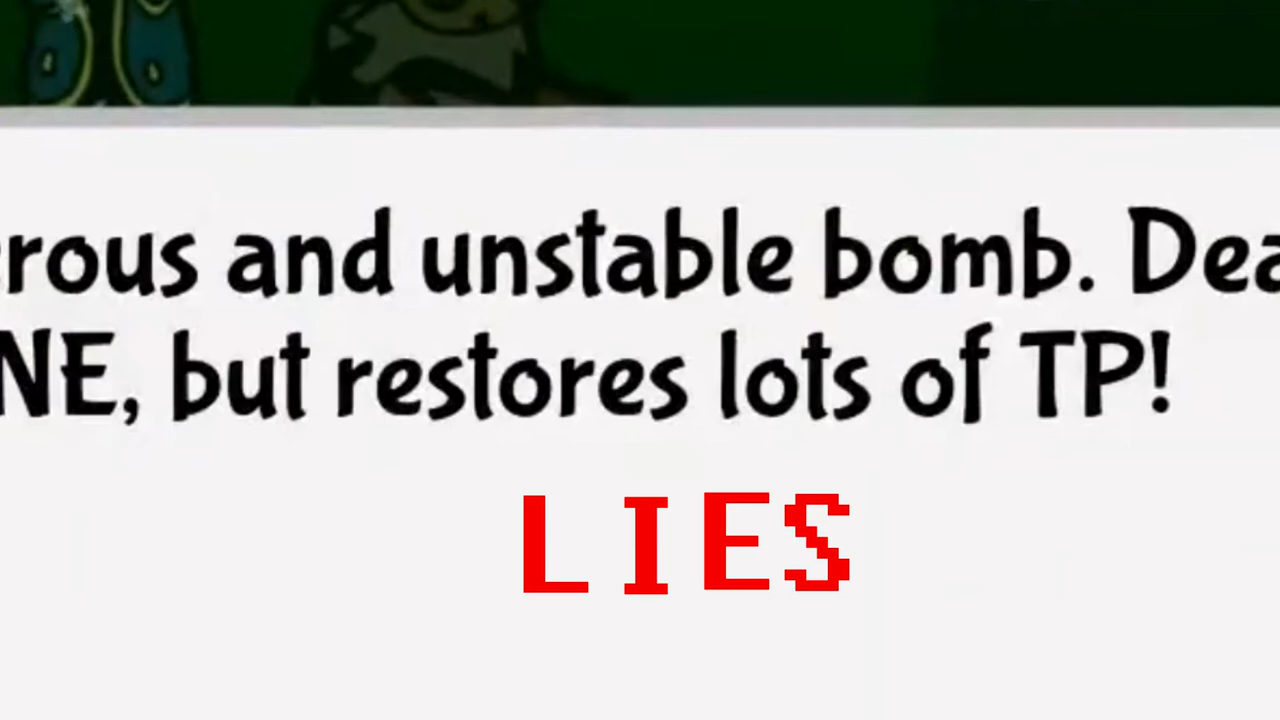 rous and unstable bomb. Dea
NE, but restores lots of TP!
LIES